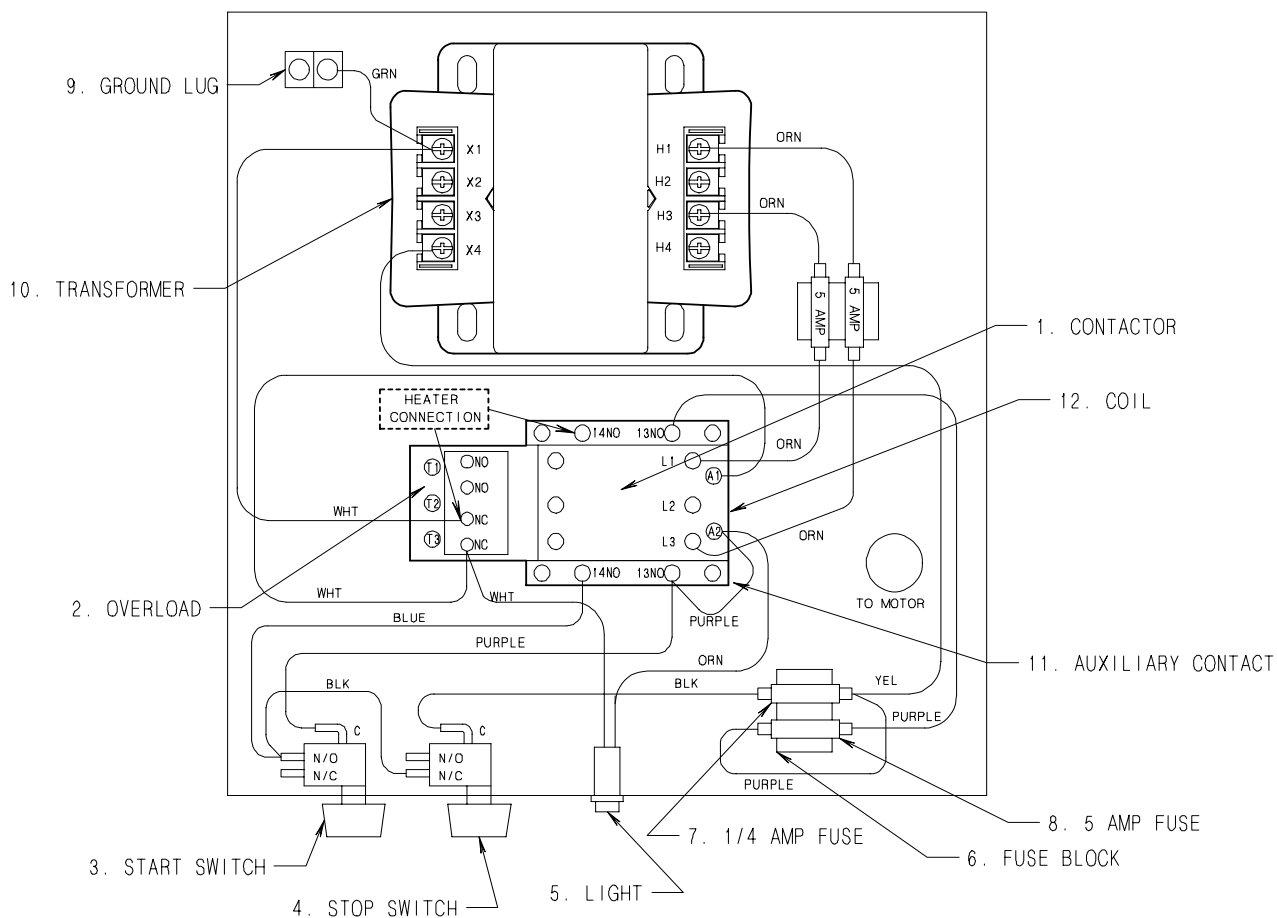 9. GROUND LUG
GRN
X1
X2
X3
X4
H1
H2
H3
H4
ORN
ORN
10. TRANSFORMER
5 AMP
5 AMP
1. CONTACTOR
12. COIL
HEATER
CONNECTION
14NO
13NO
ORN
L1
A1
L2
A2
L3
ORN
T1
T2
T3
NO
NO
NC
NC
WHT
14NO
13NO
TO MOTOR
2. OVERLOAD
WHT
WHT
BLUE
PURPLE
PURPLE
ORN
11. AUXILIARY CONTACT
BLK
BLK
YEL
PURPLE
C
N/O
N/C
C
N/O
N/C
PURPLE
7. 1/4 AMP FUSE
8. 5 AMP FUSE
6. FUSE BLOCK
3. START SWITCH
4. STOP SWITCH
5. LIGHT